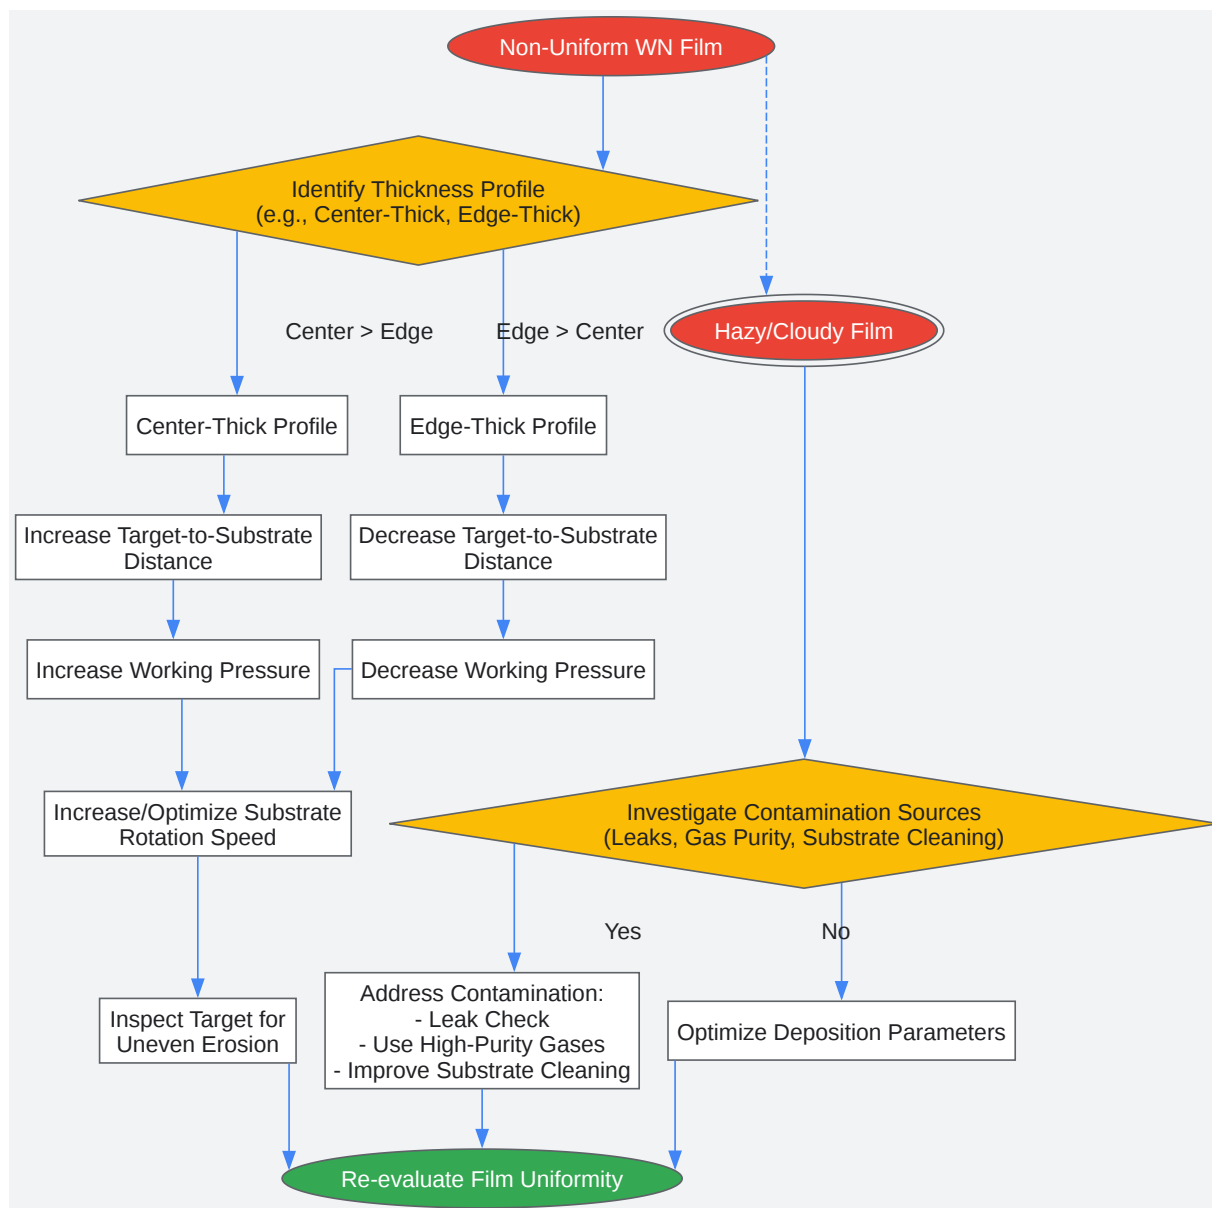 Non-Uniform WN Film
Identify Thickness Profile
(e.g., Center-Thick, Edge-Thick)
Center > Edge
Edge > Center
Hazy/Cloudy Film
Center-Thick Profile
Edge-Thick Profile
Increase Target-to-Substrate
Distance
Decrease Target-to-Substrate
Distance
Increase Working Pressure
Decrease Working Pressure
Increase/Optimize Substrate
Rotation Speed
Investigate Contamination Sources
(Leaks, Gas Purity, Substrate Cleaning)
Yes
No
Inspect Target for
Uneven Erosion
Address Contamination:
- Leak Check
- Use High-Purity Gases
- Improve Substrate Cleaning
Optimize Deposition Parameters
Re-evaluate Film Uniformity